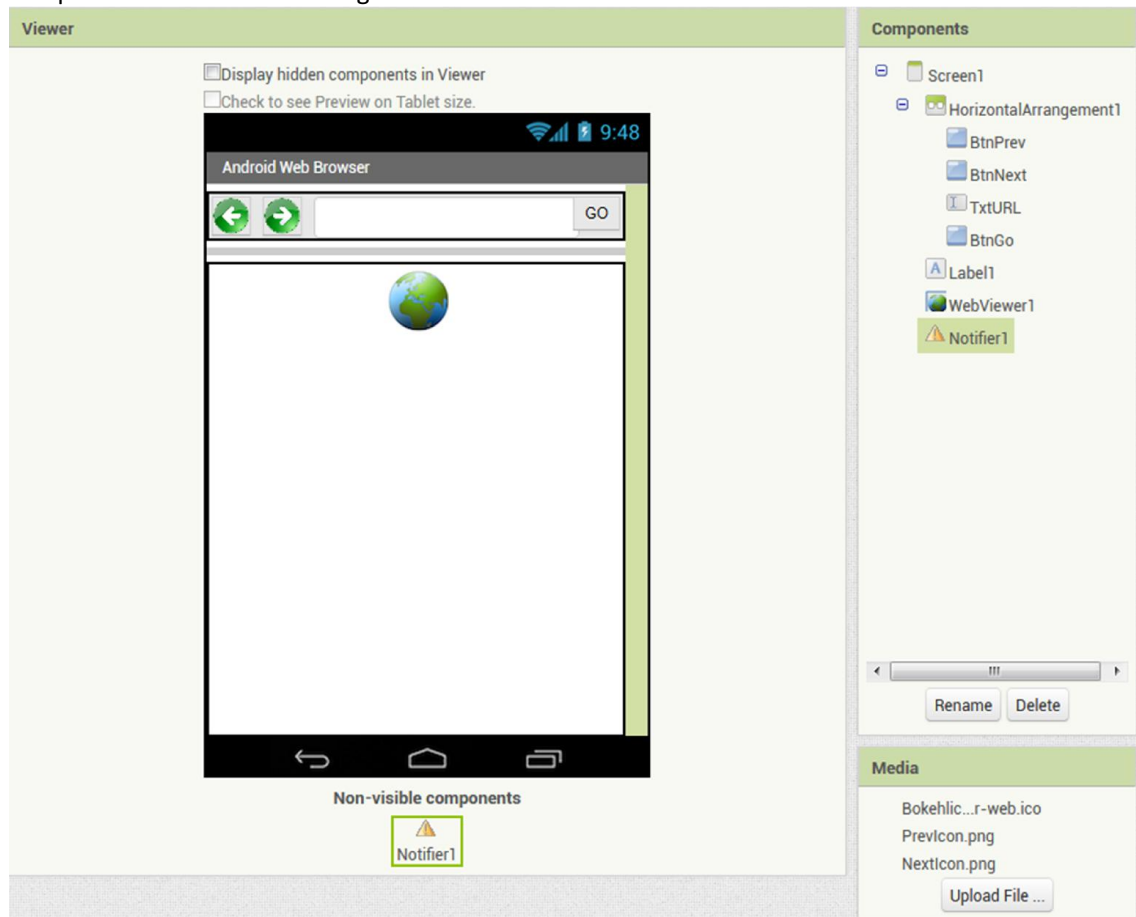 Viewer
Display hidden components in Viewer
Check to see Preview on Tablet size.
9:48
Android Web Browser
GO
Non-visible components
Notifier1
Components
Screen1
HorizontalArrangement1
BtnPrev
BtnNext
TxtURL
BtnGo
A Label1
WebViewer1
Notifier1
Rename Delete
Media
Bokehlic...r-web.ico
PrevIcon.png
NextIcon.png
Upload File ...